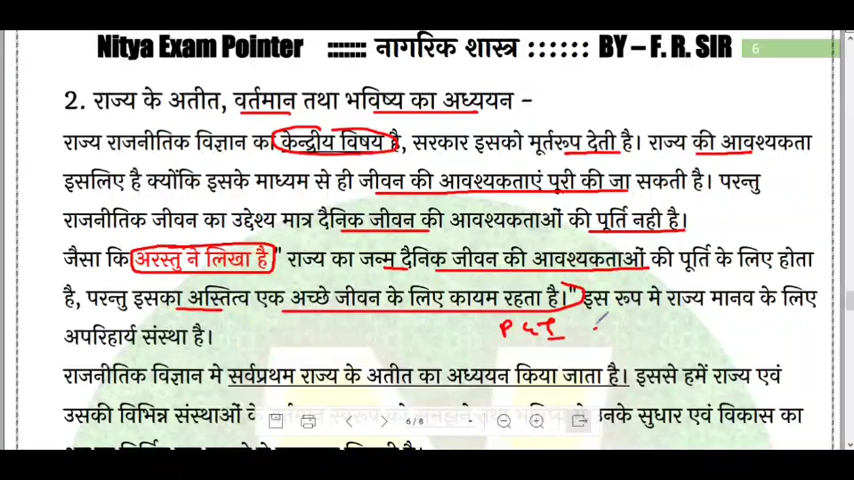 Nitya Exam Pointer ::::::: नागरिक शास्त्र :::::: BY – F. R. SIR 6
2. राज्य के अतीत, वर्तमान तथा भविष्य का अध्ययन -
राज्य राजनीतिक विज्ञान का केन्द्रीय विषय है, सरकार इसको मूर्तरूप देती है। राज्य की आवश्यकता
इसलिए है क्योंकि इसके माध्यम से ही जीवन की आवश्यकताएं पूरी की जा सकती है। परन्तु
राजनीतिक जीवन का उद्देश्य मात्र दैनिक जीवन की आवश्यकताओं की पूर्ति नही है।
जैसा कि अरस्तु ने लिखा है" राज्य का जन्म दैनिक जीवन की आवश्यकताओं की पूर्ति के लिए होता
है, परन्तु इसका अस्तित्व एक अच्छे जीवन के लिए कायम रहता है।" इस रूप मे राज्य मानव के लिए
अपरिहार्य संस्था है।
राजनीतिक विज्ञान मे सर्वप्रथम राज्य के अतीत का अध्ययन किया जाता है। इससे हमें राज्य एवं
उसकी विभिन्न संस्थाओं के को तथा उनके सुधार एवं विकास का
6/8